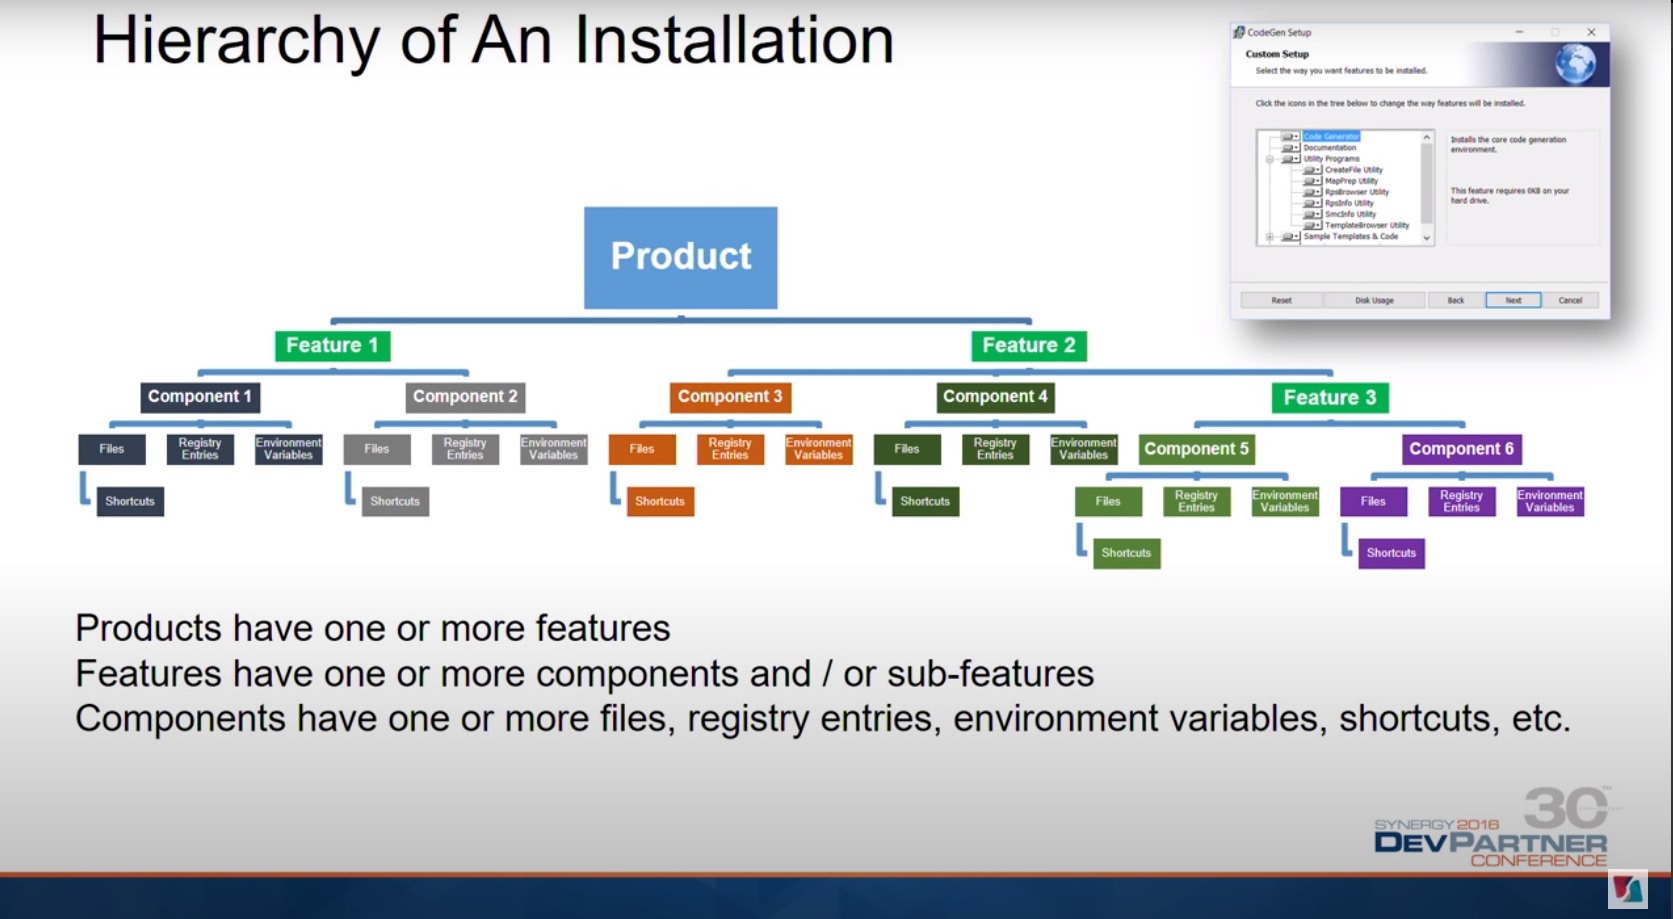 Hierarchy of An Installation
CodeGen Setup
Custom Setup
Select the way you want features to be installed.
Click the icons in the tree below to change the way features will be installed.
Code Generator
Documentation
Utility Programs
CreateFile Utility
MapPrep Utility
RpsBrowser Utility
RpsInfo Utility
SmcInfo Utility
TemplateBrowser Utility
Sample Templates & Code
Installs the core code generation
environment.
This feature requires 0KB on your
hard drive.
Reset Disk Usage Back Next Cancel
Product
Feature 1 Feature 2
Component 1 Component 2 Component 3 Component 4 Feature 3
Files Registry Entries Environment Variables Files Registry Entries Environment Variables Files Registry Entries Environment Variables Files Registry Entries Environment Variables Component 5 Component 6
Shortcuts Shortcuts Shortcuts Shortcuts Files Registry Entries Environment Variables Files Registry Entries Environment Variables
Shortcuts Shortcuts
Products have one or more features
Features have one or more components and / or sub-features
Components have one or more files, registry entries, environment variables, shortcuts, etc.
30
SYNERGY 2016
DEVPARTNER
CONFERENCE